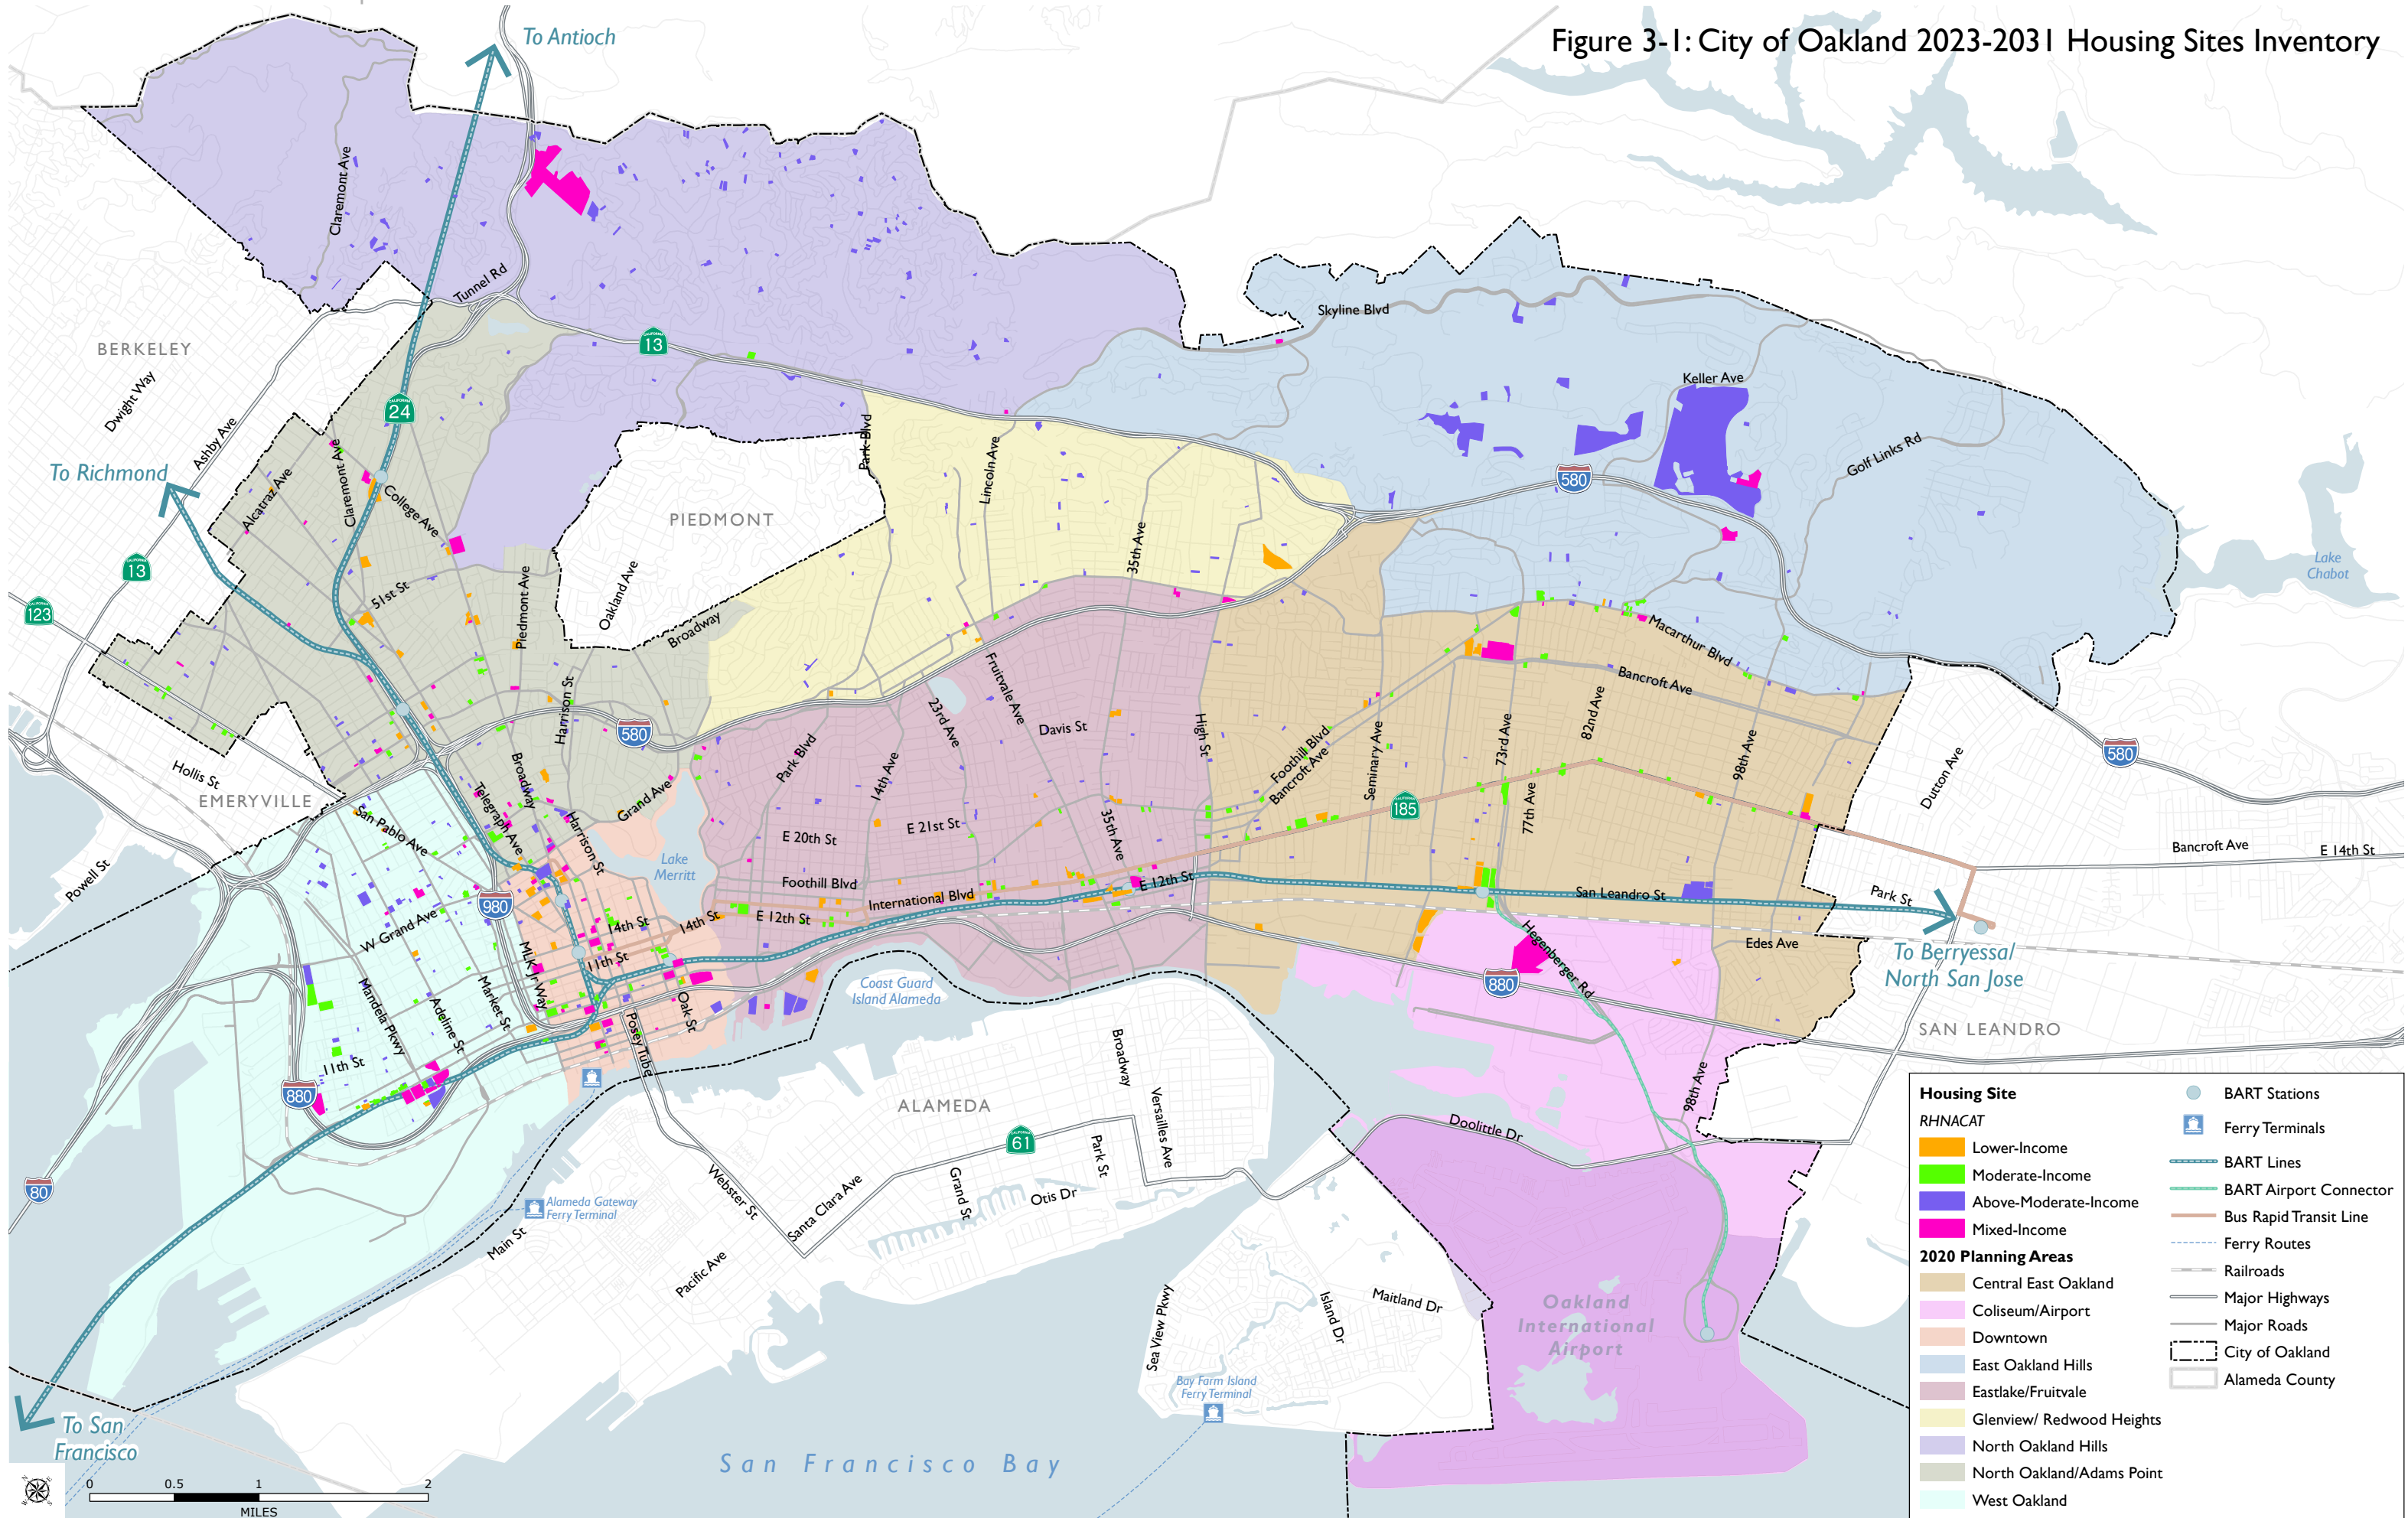 Figure 3-1: City of Oakland 2023-2031 Housing Sites Inventory
To Antioch
Claremont Ave
Tunnel Rd
BERKELEY
Dwight Way
Ashby Ave
CALIFORNIA
13
CALIFORNIA
24
Skyline Blvd
Keller Ave
Golf Links Rd
580
To Richmond
Alcatraz Ave
Claremont Ave
College Ave
PIEDMONT
Park Blvd
Lincoln Ave
35th Ave
Lake
Chabot
13
123
51st St
Piedmont Ave
Oakland Ave
Broadway
Macarthur Blvd
Bancroft Ave
Fruitvale Ave
23rd Ave
Davis St
High St
Foothill Blvd
Bancroft Ave
Seminary Ave
73rd Ave
82nd Ave
98th Ave
Dutton Ave
580
Hollis St
EMERYVILLE
Harrison St
580
Broadway
Telegraph Ave
Grand Ave
Harrison St
Park Blvd
14th Ave
E 20th St
E 21st St
35th Ave
185
77th Ave
Bancroft Ave
E 14th St
San Pablo Ave
Powell St
Lake
Merritt
Foothill Blvd
International Blvd
E 12th St
E 12th St
San Leandro St
Park St
980
W Grand Ave
MLK Jr Way
14th St
14th St
11th St
Edes Ave
To Berryessa/
North San Jose
Hegenberger Rd
880
Coast Guard
Island Alameda
Mandela Pkwy
Adeline St
Market St
Oak St
Posey Tube
11th St
880
SAN LEANDRO
98th Ave
Doolittle Dr
ALAMEDA
61
Broadway
Versailles Ave
Park St
Grand St
Otis Dr
Webster St
Santa Clara Ave
Alameda Gateway
Ferry Terminal
Main St
Pacific Ave
80
Sea View Pkwy
Island Dr
Maitland Dr
Oakland
International
Airport
Bay Farm Island
Ferry Terminal
To San
Francisco
San Francisco Bay
0 0.5 1 2
MILES
Housing Site
RHNACAT
Lower-Income
Moderate-Income
Above-Moderate-Income
Mixed-Income
2020 Planning Areas
Central East Oakland
Coliseum/Airport
Downtown
East Oakland Hills
Eastlake/Fruitvale
Glenview/ Redwood Heights
North Oakland Hills
North Oakland/Adams Point
West Oakland
BART Stations
Ferry Terminals
BART Lines
BART Airport Connector
Bus Rapid Transit Line
Ferry Routes
Railroads
Major Highways
Major Roads
City of Oakland
Alameda County